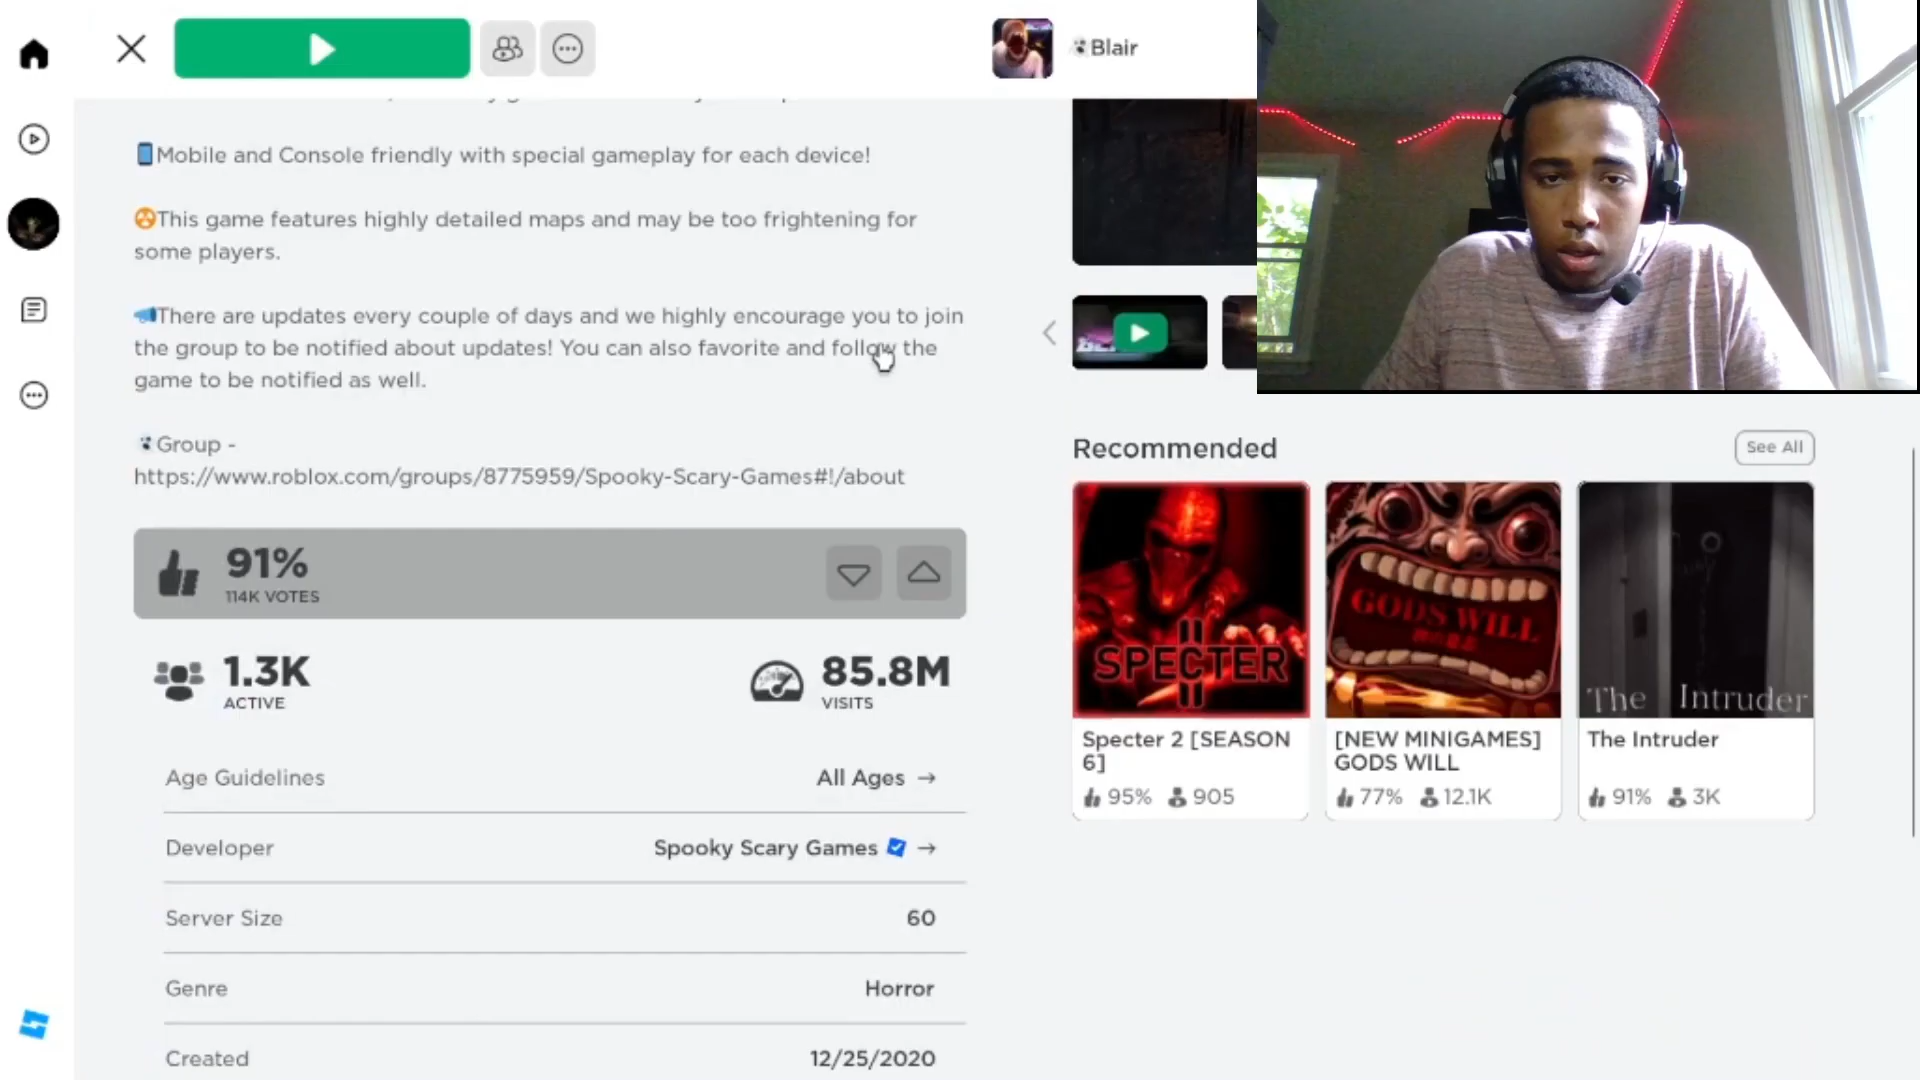 Blair
Mobile and Console friendly with special gameplay for each device!
This game features highly detailed maps and may be too frightening for
some players.
There are updates every couple of days and we highly encourage you to join
the group to be notified about updates! You can also favorite and follow the
game to be notified as well.
Group -
https://www.roblox.com/groups/8775959/Spooky-Scary-Games#!/about
91%
114K VOTES
1.3K
ACTIVE
85.8M
VISITS
Age Guidelines
All Ages →
Developer
Spooky Scary Games →
Server Size
60
Genre
Horror
Created
12/25/2020
Recommended
See All
SPECTER
II
Specter 2 [SEASON
6]
95% 905
GODS WILL
[NEW MINIGAMES]
GODS WILL
77% 12.1K
The Intruder
The Intruder
91% 3K